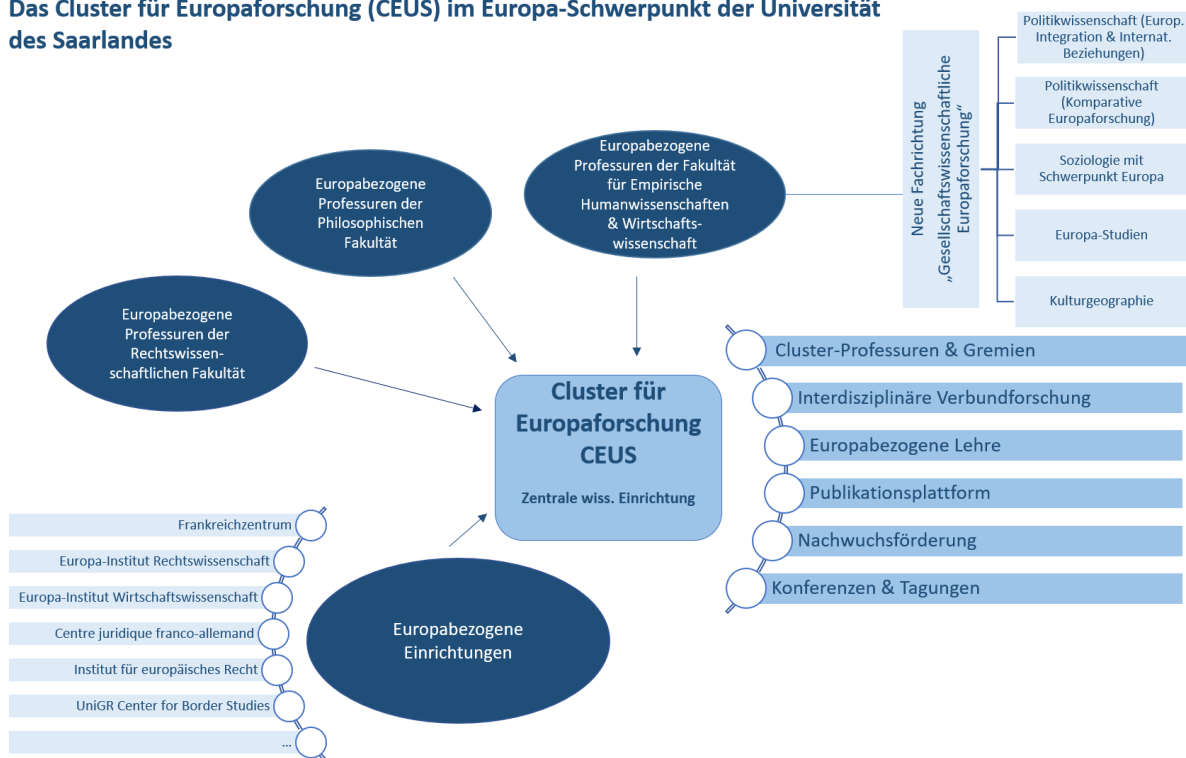 Das Cluster für Europaforschung (CEUS) im Europa-Schwerpunkt der Universität
des Saarlandes
Politikwissenschaft (Europ.
Integration & Internat.
Beziehungen)
Politikwissenschaft
(Komparative
Europaforschung)
Soziologie mit
Schwerpunkt Europa
Europa-Studien
Kulturgeographie
Neue Fachrichtung
„Gesellschaftswissenschaftliche
Europaforschung“
Europabezogene
Professuren der Fakultät
für Empirische
Humanwissenschaften
& Wirtschafts-
wissenschaft
Europabezogene
Professuren der
Philosophischen
Fakultät
Europabezogene
Professuren der
Rechtswissen-
schaftlichen Fakultät
Cluster für
Europaforschung
CEUS
Zentrale wiss. Einrichtung
Cluster-Professuren & Gremien
Interdisziplinäre Verbundforschung
Europabezogene Lehre
Publikationsplattform
Nachwuchsförderung
Konferenzen & Tagungen
Europabezogene
Einrichtungen
Frankreichzentrum
Europa-Institut Rechtswissenschaft
Europa-Institut Wirtschaftswissenschaft
Centre juridique franco-allemand
Institut für europäisches Recht
UniGR Center for Border Studies
...